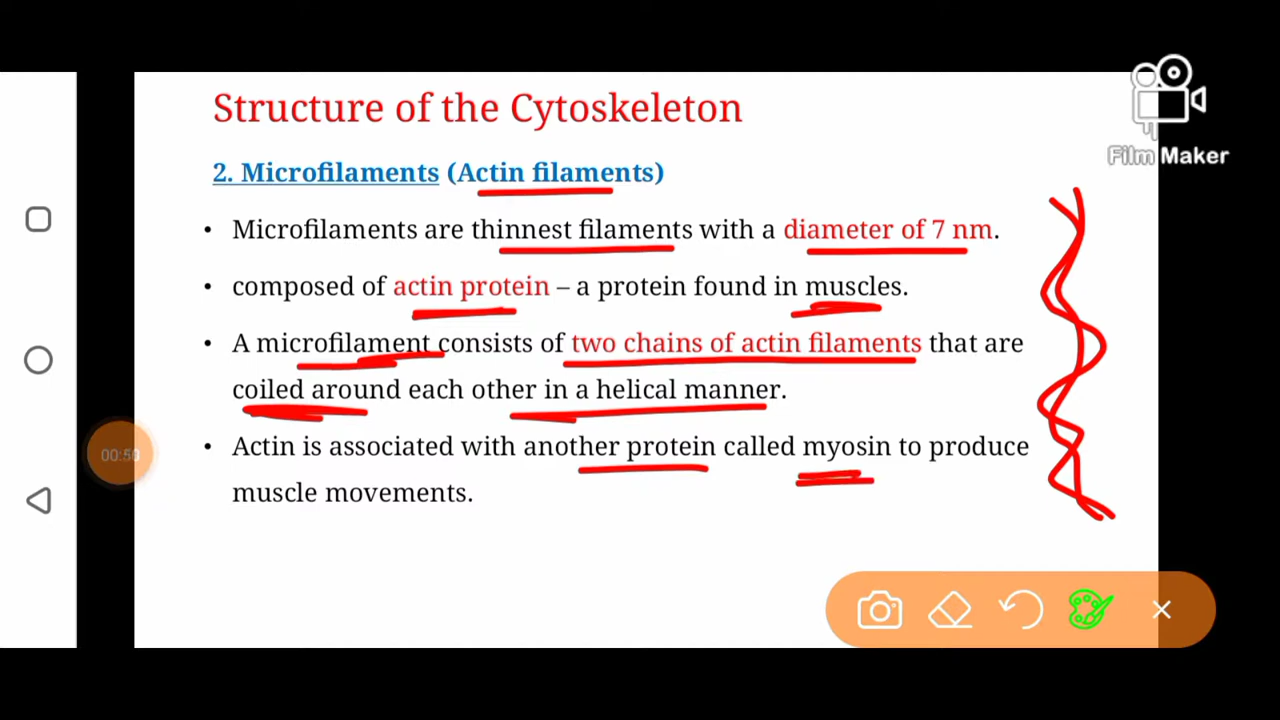 Structure of the Cytoskeleton
Film Maker
2. Microfilaments (Actin filaments)
• Microfilaments are thinnest filaments with a diameter of 7 nm.
• composed of actin protein – a protein found in muscles.
• A microfilament consists of two chains of actin filaments that are
coiled around each other in a helical manner.
• Actin is associated with another protein called myosin to produce
muscle movements.
00:50